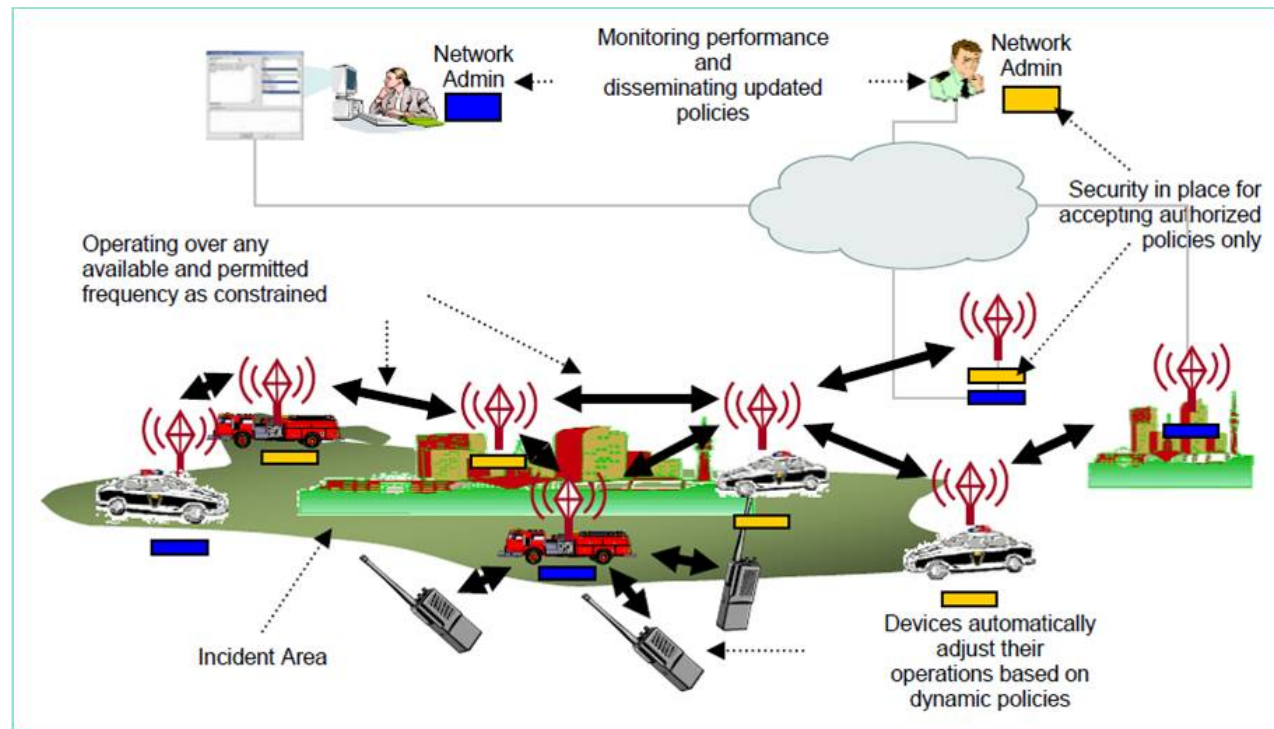 Network
Admin
Monitoring performance
and
disseminating updated
policies
Network
Admin
Security in place for
accepting authorized
policies only
Operating over any
available and permitted
frequency as constrained
Incident Area
Devices automatically
adjust their
operations based on
dynamic policies